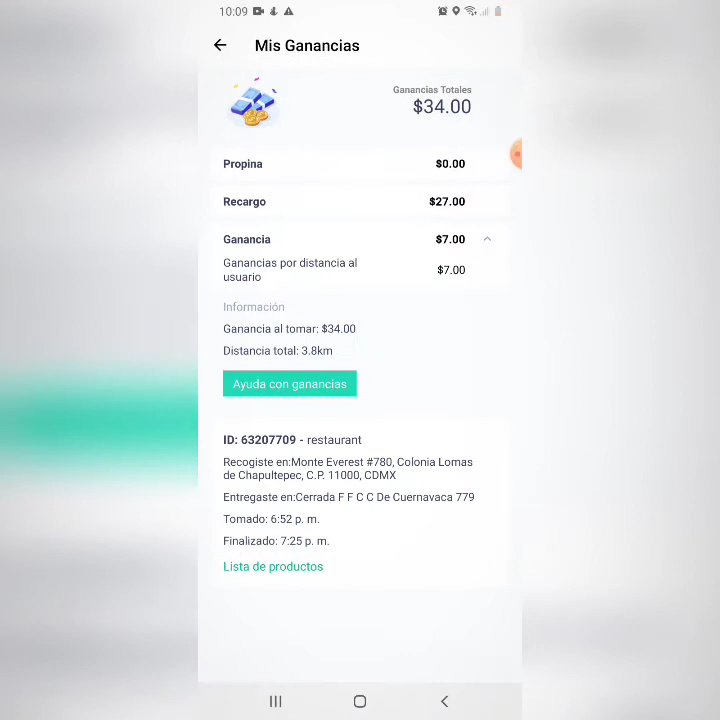 10:09
Mis Ganancias
Ganancias Totales
$34.00
Propina $0.00
Recargo $27.00
Ganancia $7.00
Ganancias por distancia al
usuario $7.00
Información
Ganancia al tomar: $34.00
Distancia total: 3.8km
Ayuda con ganancias
ID: 63207709 - restaurant
Recogiste en:Monte Everest #780, Colonia Lomas
de Chapultepec, C.P. 11000, CDMX
Entregaste en:Cerrada F F C C De Cuernavaca 779
Tomado: 6:52 p. m.
Finalizado: 7:25 p. m.
Lista de productos